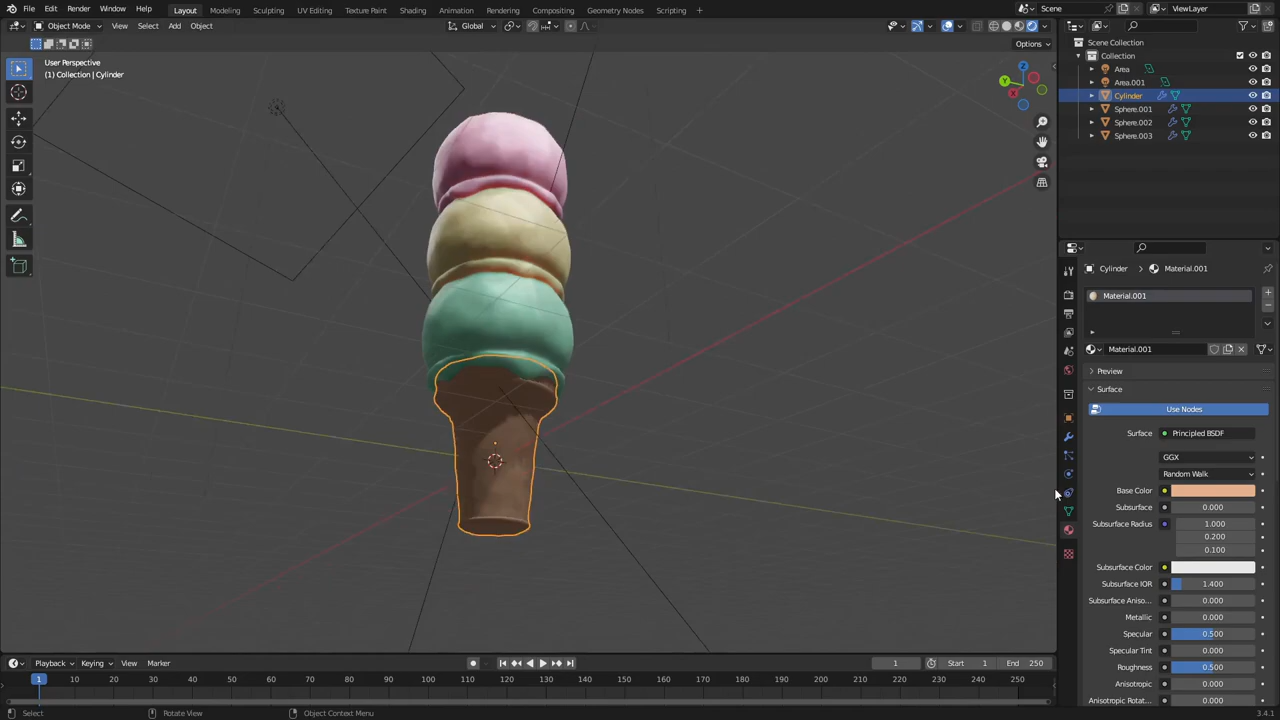 File Edit Render Window Help Layout Modeling Sculpting UV Editing Texture Paint Shading Animation Rendering Compositing Geometry Nodes Scripting Scene ViewLayer
Object Mode View Select Add Object Global
Options
User Perspective
(1) Collection | Cylinder
Scene Collection
Collection
Area
Area.001
Cylinder
Sphere.001
Sphere.002
Sphere.003
Cylinder Material.001
Material.001
Material.001
Preview
Surface
Use Nodes
Surface Principled BSDF
GGX
Random Walk
Base Color
Subsurface 0.000
Subsurface Radius 1.000
0.200
0.100
Subsurface Color
Subsurface IOR 1.400
Subsurface Aniso... 0.000
Metallic 0.000
Specular 0.500
Specular Tint 0.000
Roughness 0.500
Anisotropic 0.000
Anisotropic Rotat... 0.000
X
Y
Z
Playback Keying View Marker 1 Start 1 End 250
1 10 20 30 40 50 60 70 80 90 100 110 120 130 140 150 160 170 180 190 200 210 220 230 240 250
Select Rotate View Object Context Menu 3.4.1